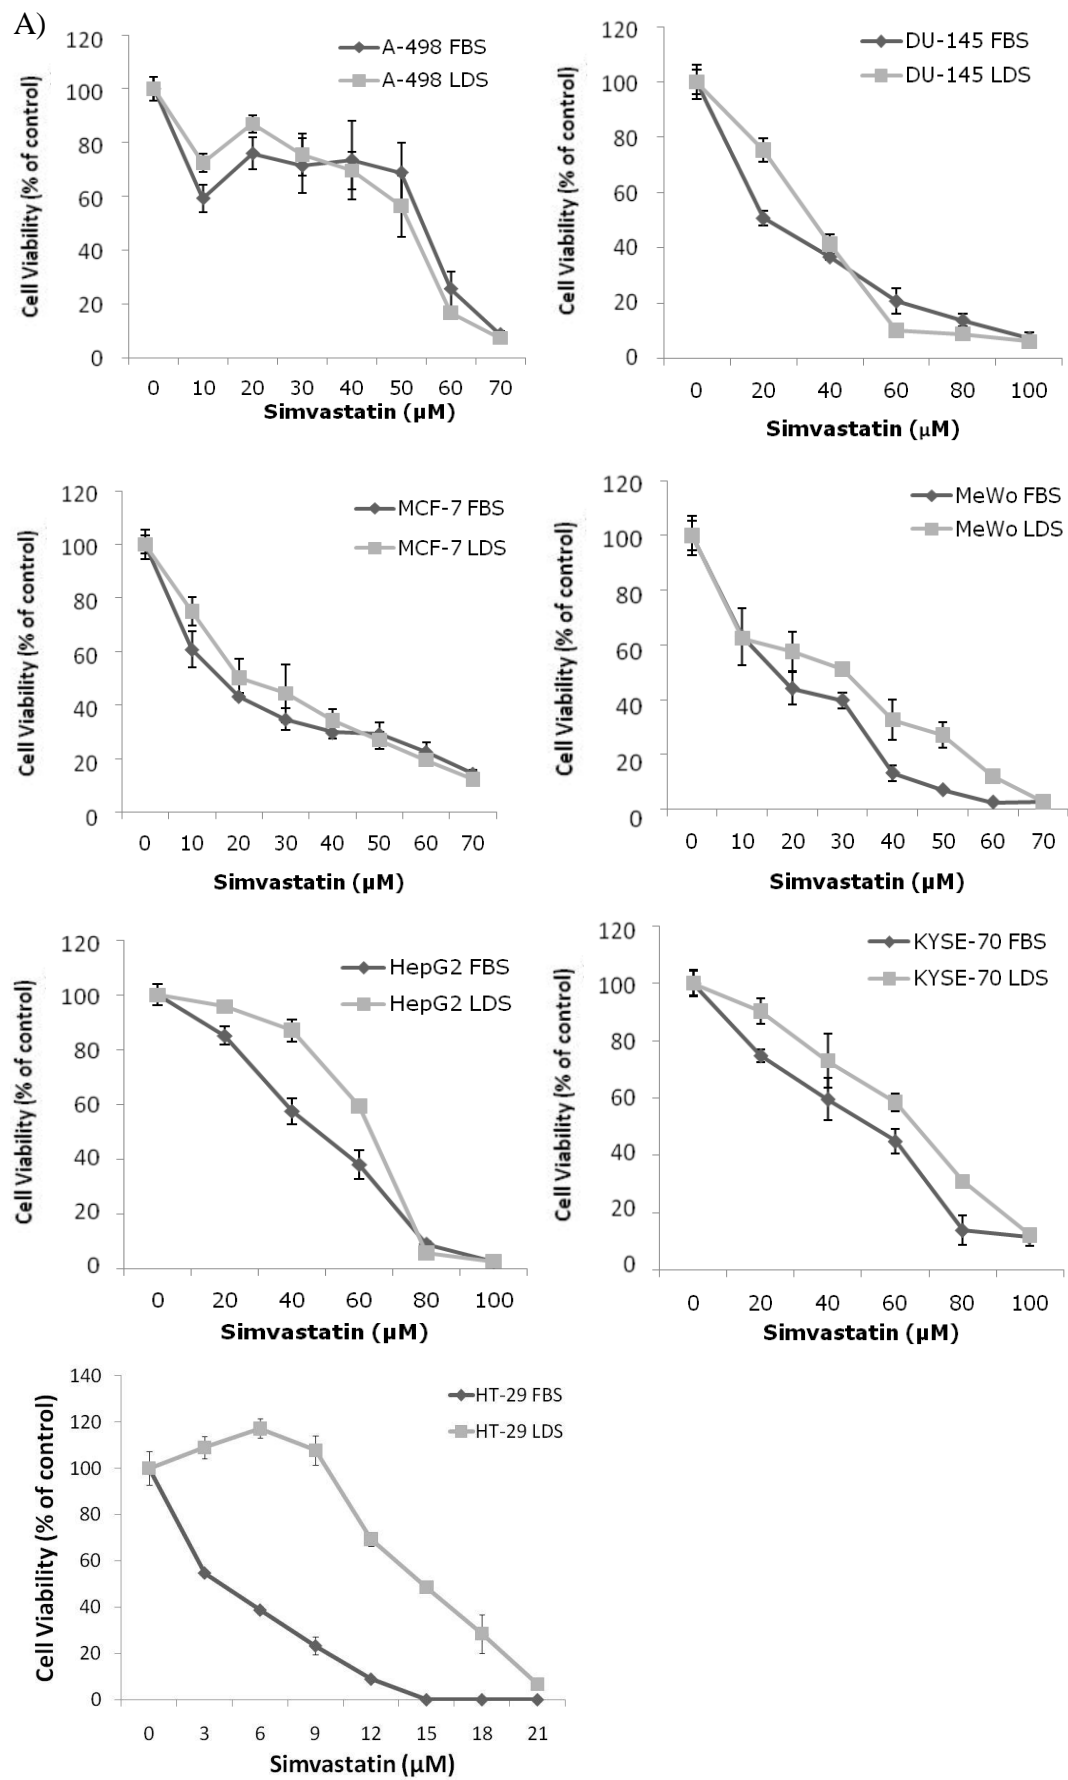 A)
120
100
80
60
40
20
0
Cell Viability (% of control)
A-498 FBS
A-498 LDS
0 10 20 30 40 50 60 70
Simvastatin (μM)
120
100
80
60
40
20
0
Cell Viability (% of control)
DU-145 FBS
DU-145 LDS
0 20 40 60 80 100
Simvastatin (μM)
120
100
80
60
40
20
0
Cell Viability (% of control)
MCF-7 FBS
MCF-7 LDS
0 10 20 30 40 50 60 70
Simvastatin (μM)
120
100
80
60
40
20
0
Cell Viability (% of control)
MeWo FBS
MeWo LDS
0 10 20 30 40 50 60 70
Simvastatin (μM)
120
100
80
60
40
20
0
Cell Viability (% of control)
HepG2 FBS
HepG2 LDS
0 20 40 60 80 100
Simvastatin (μM)
120
100
80
60
40
20
0
Cell Viability (% of control)
KYSE-70 FBS
KYSE-70 LDS
0 20 40 60 80 100
Simvastatin (μM)
140
120
100
80
60
40
20
0
Cell Viability (% of control)
HT-29 FBS
HT-29 LDS
0 3 6 9 12 15 18 21
Simvastatin (μM)